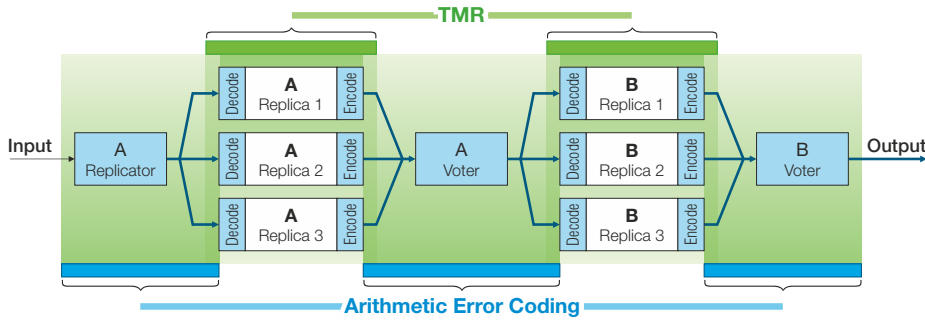 TMR
Decode
A
Replica 1
Encode
Decode
B
Replica 1
Encode
Input
A
Replicator
Decode
A
Replica 2
Encode
A
Voter
Decode
B
Replica 2
Encode
B
Voter
Output
Decode
A
Replica 3
Encode
Decode
B
Replica 3
Encode
Arithmetic Error Coding